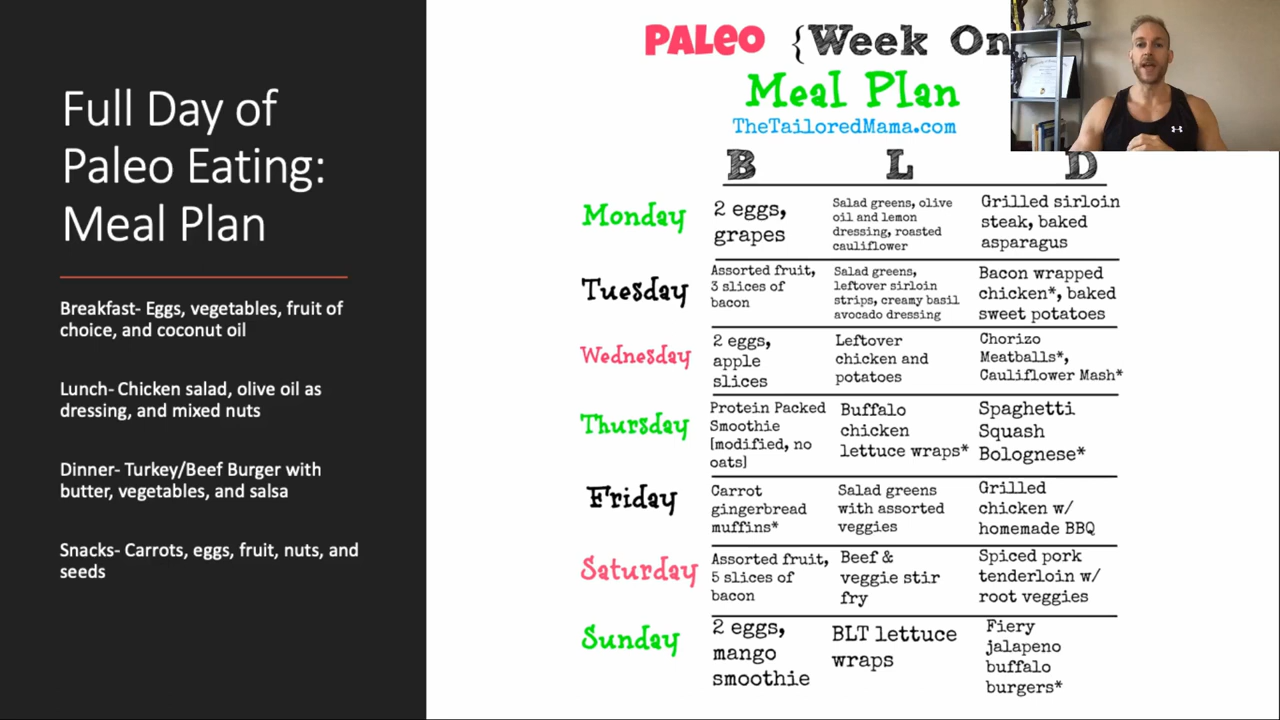 Full Day of
Paleo Eating:
Meal Plan
Breakfast- Eggs, vegetables, fruit of
choice, and coconut oil
Lunch- Chicken salad, olive oil as
dressing, and mixed nuts
Dinner- Turkey/Beef Burger with
butter, vegetables, and salsa
Snacks- Carrots, eggs, fruit, nuts, and
seeds
PALeo {Week On
Meal Plan
TheTailoredMama.com
B L D
Monday
2 eggs,
grapes
Salad greens, olive
oil and lemon
dressing, roasted
cauliflower
Grilled sirloin
steak, baked
asparagus
Tuesday
Assorted fruit,
3 slices of
bacon
Salad greens,
leftover sirloin
strips, creamy basil
avocado dressing
Bacon wrapped
chicken*, baked
sweet potatoes
Wednesday
2 eggs,
apple
slices
Leftover
chicken and
potatoes
Chorizo
Meatballs*,
Cauliflower Mash*
Thursday
Protein Packed
Smoothie
[modified, no
oats]
Buffalo
chicken
lettuce wraps*
Spaghetti
Squash
Bolognese*
Friday
Carrot
gingerbread
muffins*
Salad greens
with assorted
veggies
Grilled
chicken w/
homemade BBQ
Saturday
Assorted fruit,
5 slices of
bacon
Beef &
veggie stir
fry
Spiced pork
tenderloin w/
root veggies
Sunday
2 eggs,
mango
smoothie
BLT lettuce
wraps
Fiery
jalapeno
buffalo
burgers*